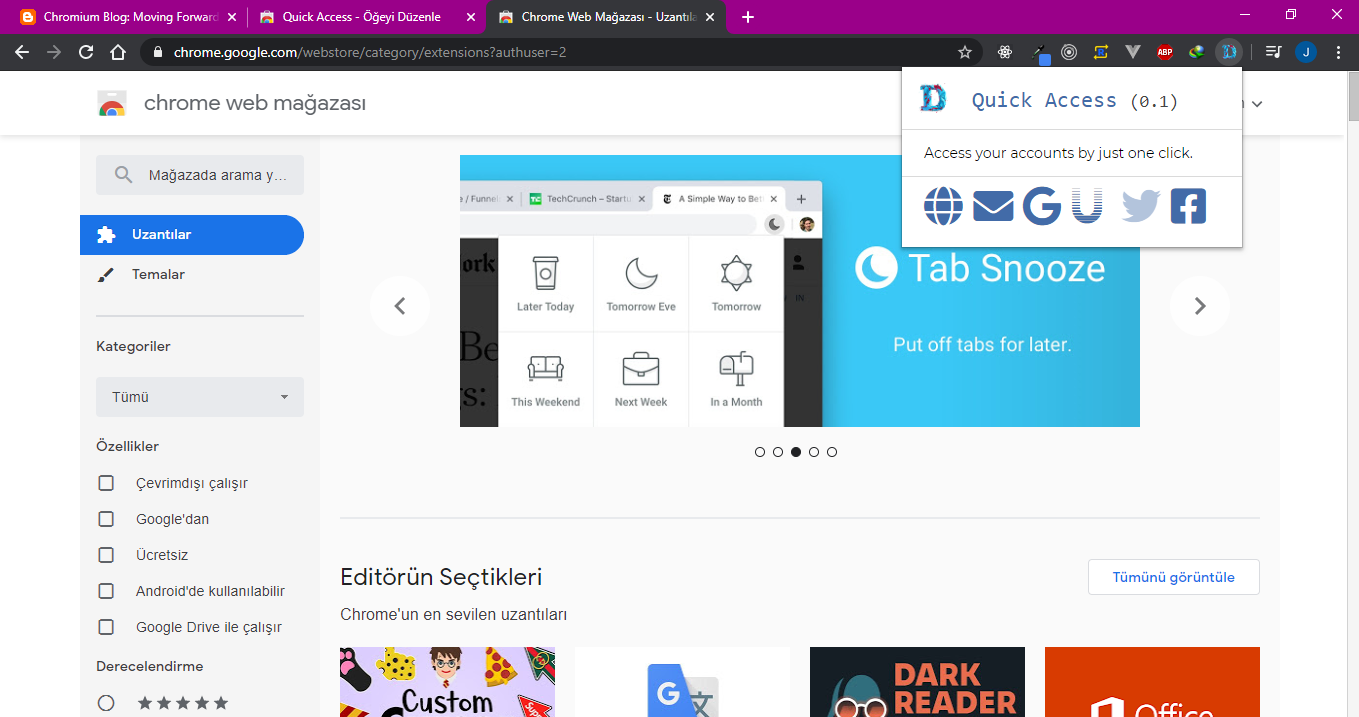 Chromium Blog: Moving Forward
Quick Access - Öğeyi Düzenle
Chrome Web Mağazası - Uzantıla
chrome.google.com/webstore/category/extensions?authuser=2
ABP
J
chrome web mağazası
Quick Access (0.1)
Access your accounts by just one click.
Mağazada arama y...
Uzantılar
Temalar
Kategoriler
Tümü
Özellikler
Çevrimdışı çalışır
Google'dan
Ücretsiz
Android'de kullanılabilir
Google Drive ile çalışır
Derecelendirme
e / Funnel
TechCrunch – Startu
A Simple Way to Bet
ork
IN
Be
s:
Later Today
Tomorrow Eve
Tomorrow
This Weekend
Next Week
In a Month
Tab Snooze
Put off tabs for later.
Editörün Seçtikleri
Tümünü görüntüle
Chrome'un en sevilen uzantıları
Custom
G
DARK
READER
Office